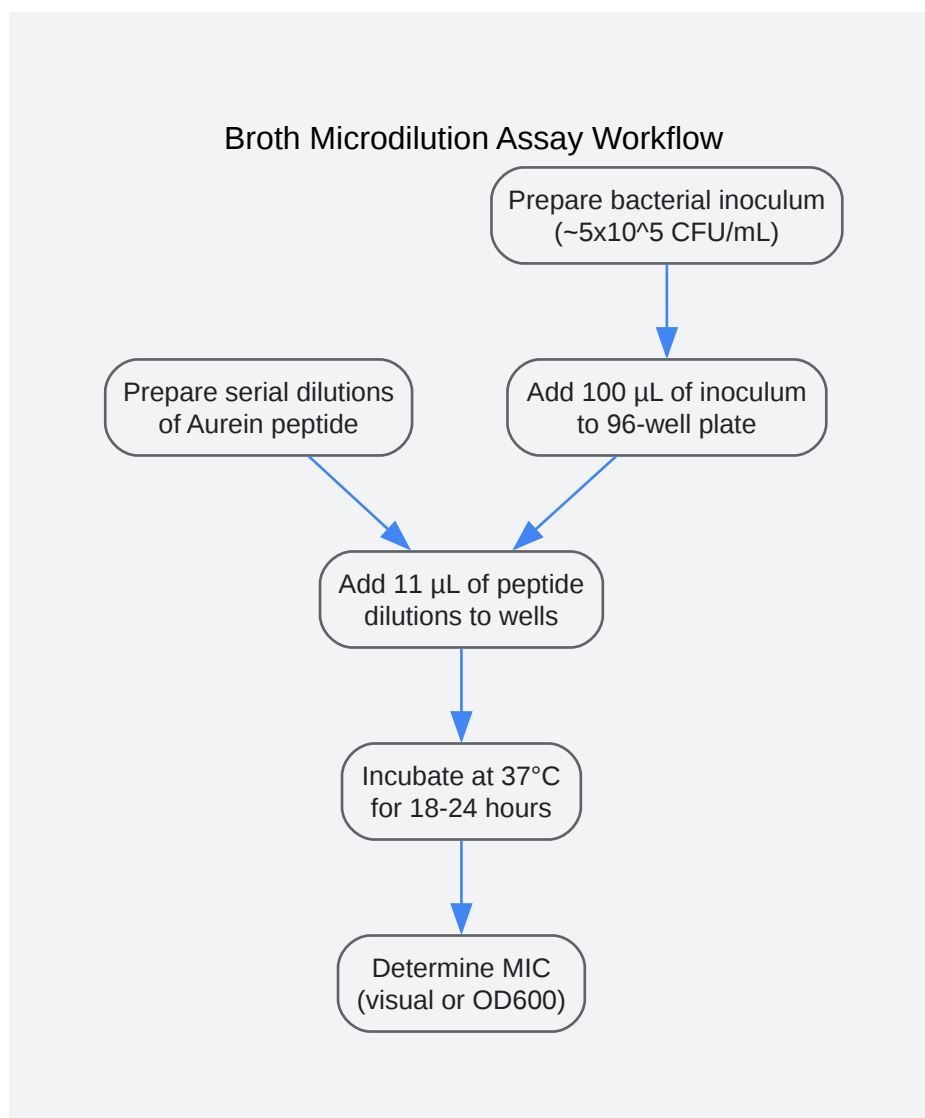 Broth Microdilution Assay Workflow
Prepare bacterial inoculum
(~5x10^5 CFU/mL)
Prepare serial dilutions
of Aurein peptide
Add 100 µL of inoculum
to 96-well plate
Add 11 µL of peptide
dilutions to wells
Incubate at 37°C
for 18-24 hours
Determine MIC
(visual or OD600)